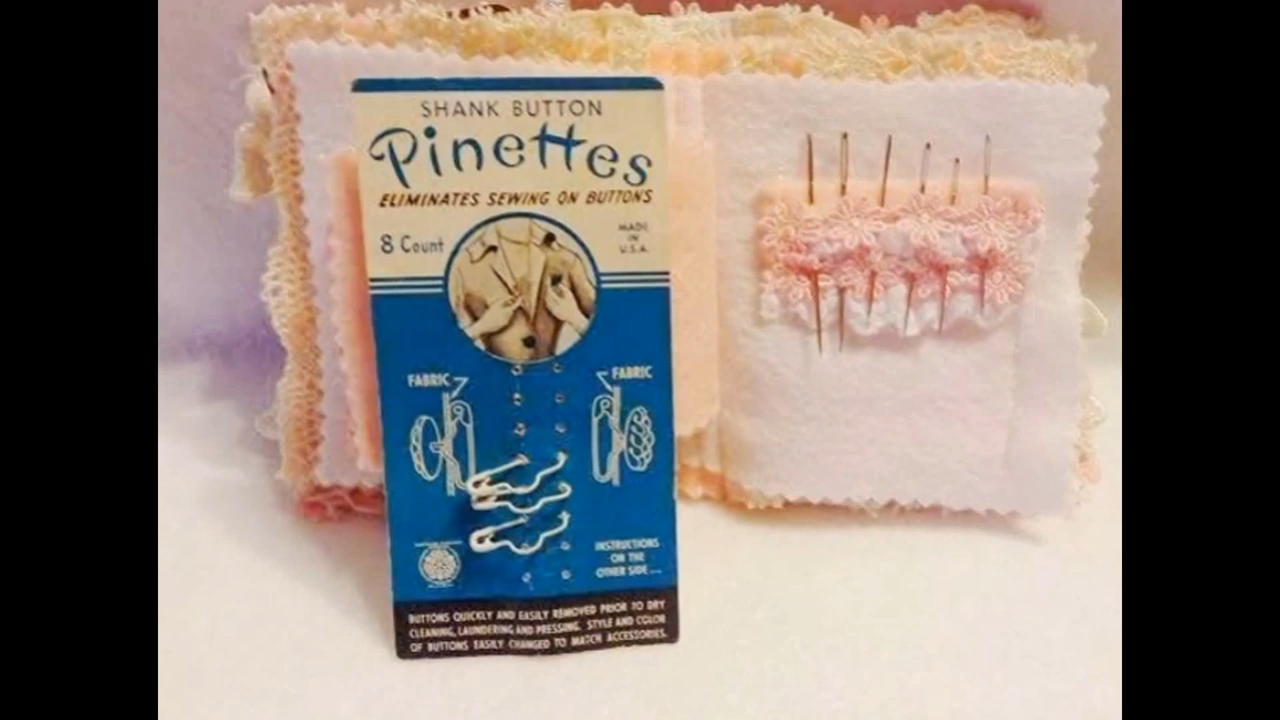 SHANK BUTTON
Pinettes
ELIMINATES SEWING ON BUTTONS
8 Count
MADE
IN
U.S.A.
FABRIC
FABRIC
INSTRUCTIONS
ON THE
OTHER SIDE...
BUTTONS QUICKLY AND EASILY REMOVED PRIOR TO DRY
CLEANING, LAUNDERING AND PRESSING. STYLE AND COLOR
OF BUTTONS EASILY CHANGED TO MATCH ACCESSORIES.